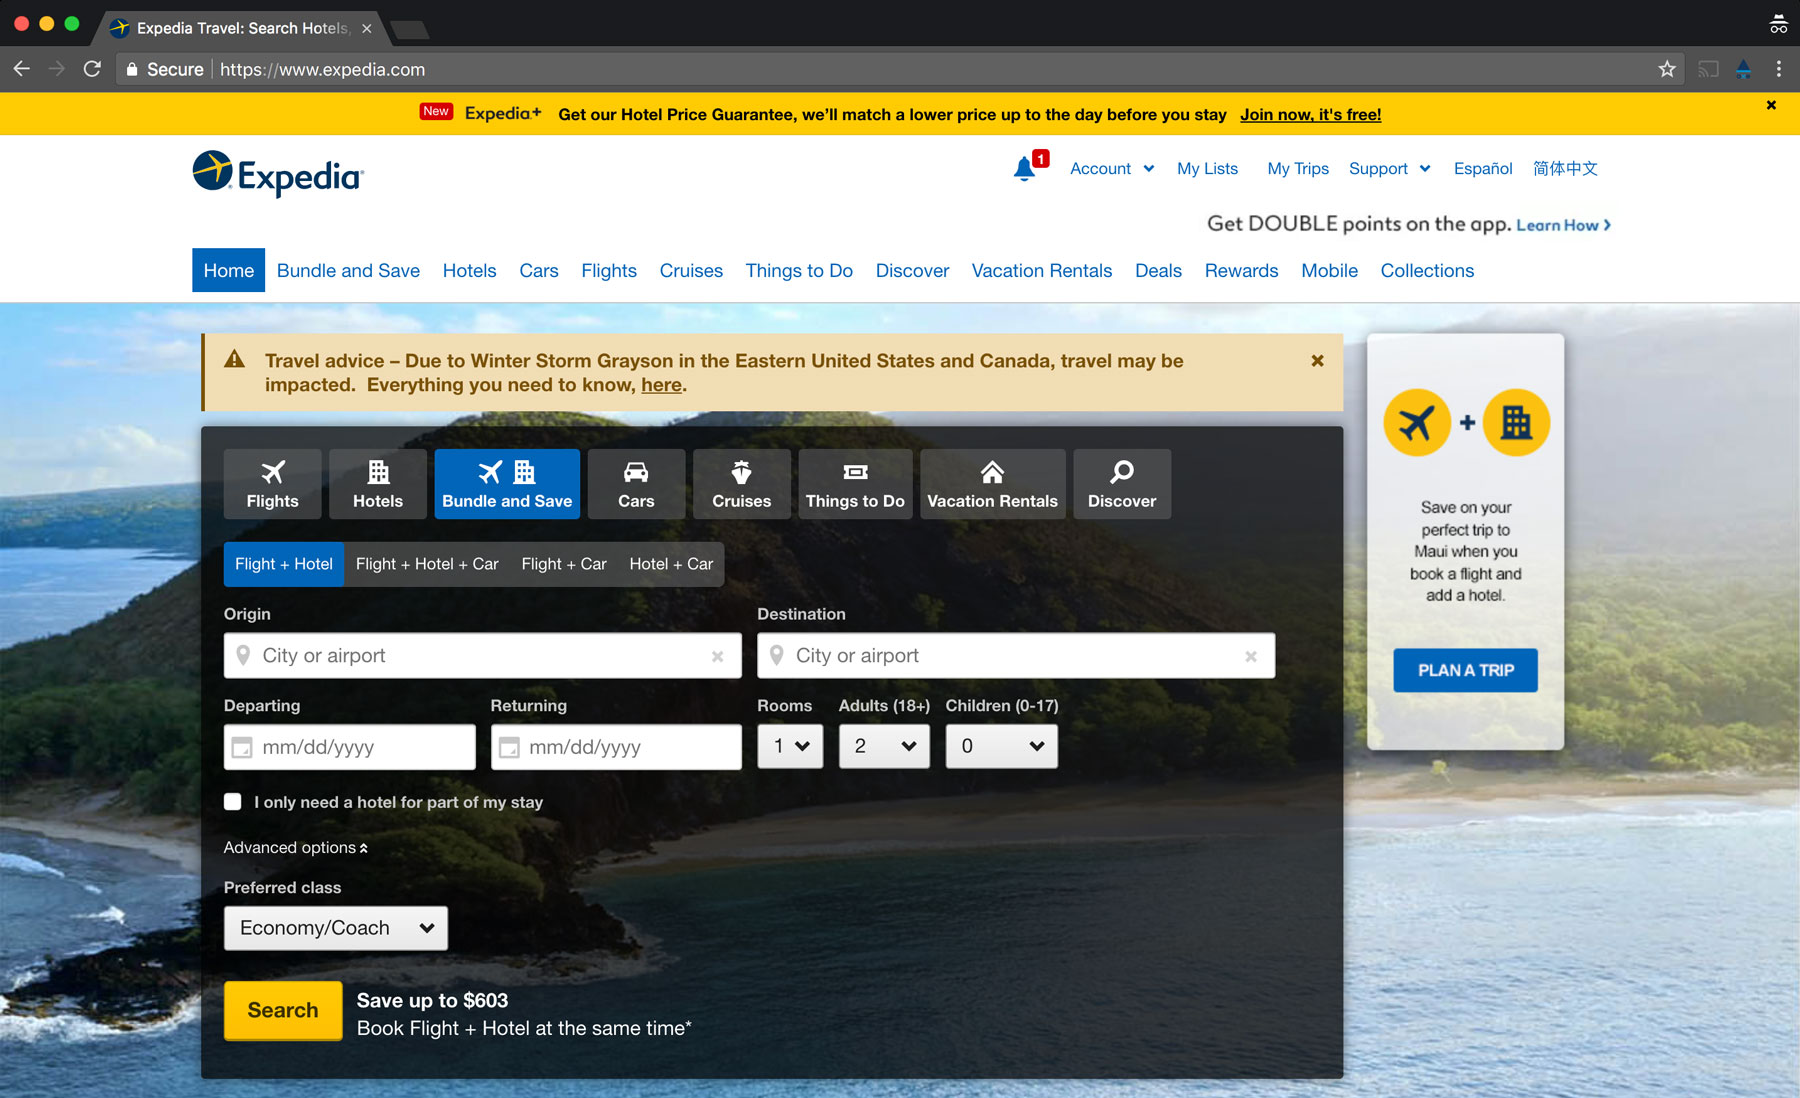 Expedia Travel: Search Hotels,
Secure https://www.expedia.com
New Expedia+ Get our Hotel Price Guarantee, we'll match a lower price up to the day before you stay Join now, it's free!
Expedia
1 Account My Lists My Trips Support Español 简体中文
Get DOUBLE points on the app. Learn How
Home Bundle and Save Hotels Cars Flights Cruises Things to Do Discover Vacation Rentals Deals Rewards Mobile Collections
Travel advice – Due to Winter Storm Grayson in the Eastern United States and Canada, travel may be
impacted. Everything you need to know, here.
Flights Hotels Bundle and Save Cars Cruises Things to Do Vacation Rentals Discover
Flight + Hotel Flight + Hotel + Car Flight + Car Hotel + Car
Origin Destination
City or airport City or airport
Departing Returning Rooms Adults (18+) Children (0-17)
mm/dd/yyyy mm/dd/yyyy 1 2 0
I only need a hotel for part of my stay
Advanced options
Preferred class
Economy/Coach
Search
Save up to $603
Book Flight + Hotel at the same time*
+
Save on your
perfect trip to
Maui when you
book a flight and
add a hotel.
PLAN A TRIP